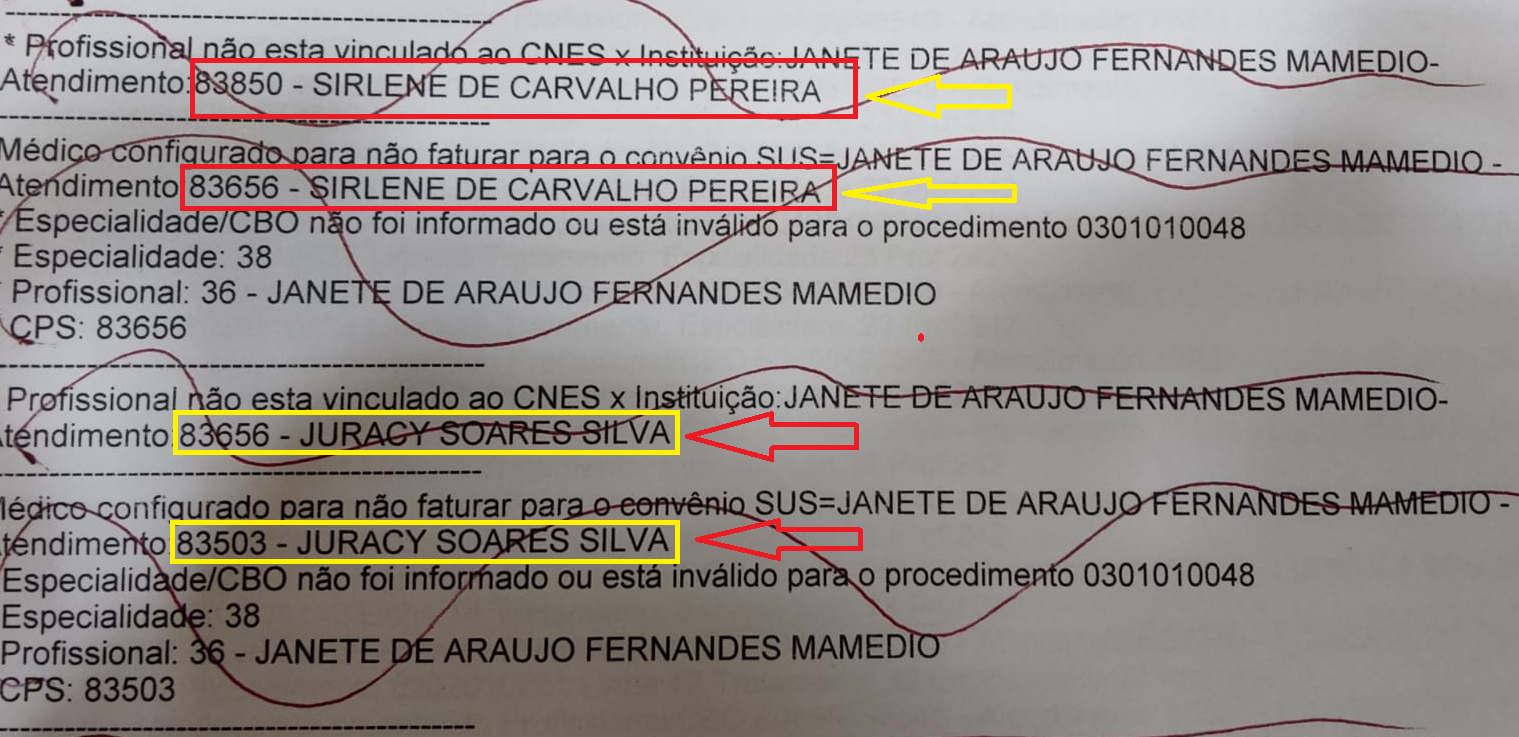 ---------------------------------------------------
* Profissional não esta vinculado ao CNES x Instituição:JANETE DE ARAUJO FERNANDES MAMEDIO-
Atendimento:83850 - SIRLENE DE CARVALHO PEREIRA
---------------------------------------------------
Médico configurado para não faturar para o convênio SUS=JANETE DE ARAUJO FERNANDES MAMEDIO -
Atendimento:83656 - SIRLENE DE CARVALHO PEREIRA
* Especialidade/CBO não foi informado ou está inválido para o procedimento 0301010048
* Especialidade: 38
Profissional: 36 - JANETE DE ARAUJO FERNANDES MAMEDIO
CPS: 83656
---------------------------------------------------
Profissional não esta vinculado ao CNES x Instituição:JANETE DE ARAUJO FERNANDES MAMEDIO-
Atendimento:83656 - JURACY SOARES SILVA
---------------------------------------------------
Médico configurado para não faturar para o convênio SUS=JANETE DE ARAUJO FERNANDES MAMEDIO -
Atendimento:83503 - JURACY SOARES SILVA
Especialidade/CBO não foi informado ou está inválido para o procedimento 0301010048
Especialidade: 38
Profissional: 36 - JANETE DE ARAUJO FERNANDES MAMEDIO
CPS: 83503
---------------------------------------------------